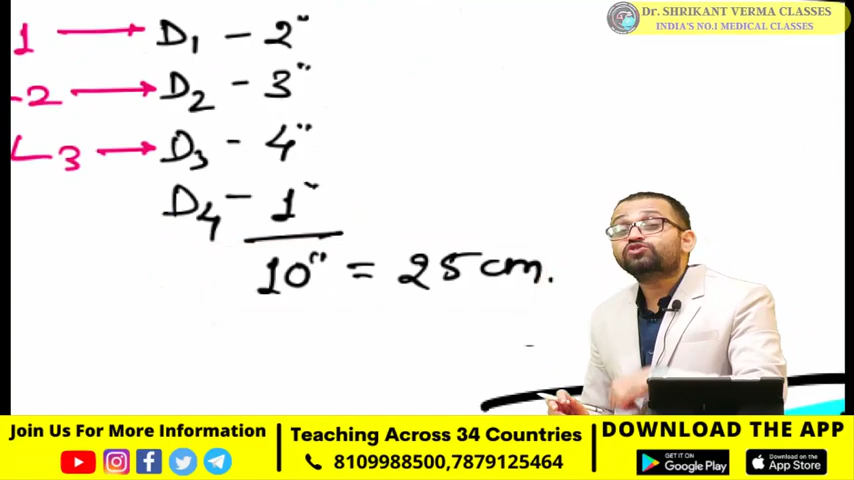 Dr. SHRIKANT VERMA CLASSES
INDIA'S NO.1 MEDICAL CLASSES
1 → D1 - 2"
-2 → D2 - 3"
L3 → D3 - 4"
D4 - 1"
10" = 25 cm.
Join Us For More Information
Teaching Across 34 Countries
8109988500,7879125464
DOWNLOAD THE APP
GET IT ON
Google Play
Download on the
App Store